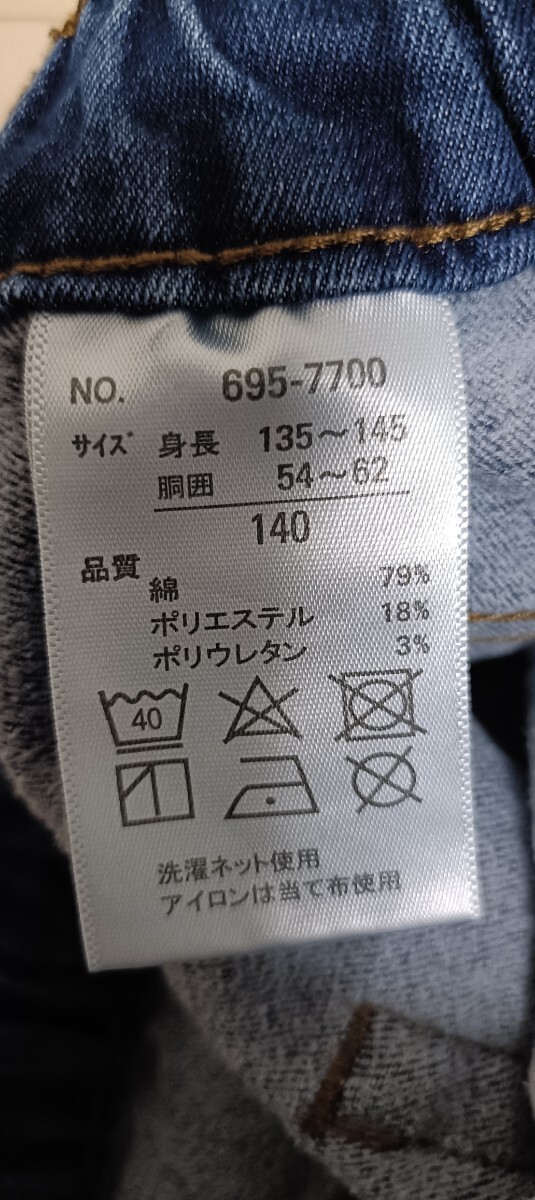 NO. 695-7700
サイズ 身長 135〜145
胴囲 54〜62
140
品質
綿 79%
ポリエステル 18%
ポリウレタン 3%
40
洗濯ネット使用
アイロンは当て布使用